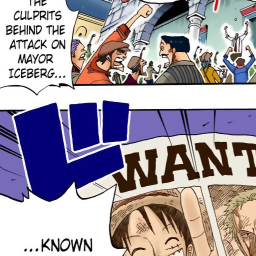 THE
CULPRITS
BEHIND THE
ATTACK ON
MAYOR
ICEBERG...
WANT
...KNOWN